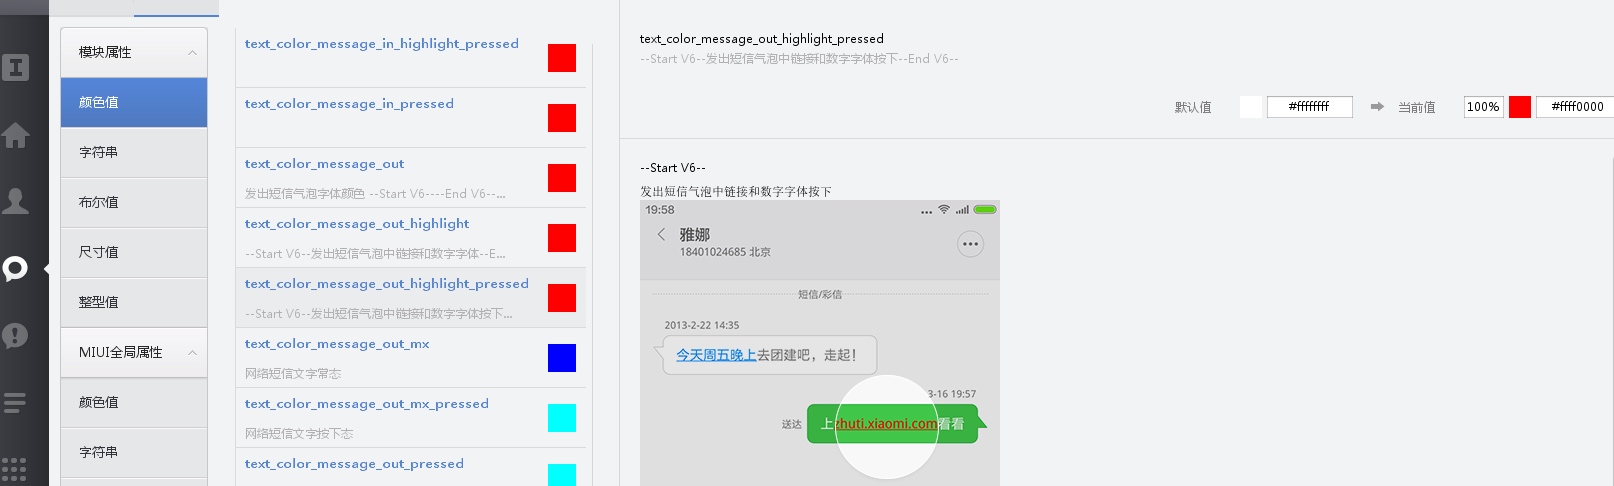 模块属性
颜色值
字符串
布尔值
尺寸值
整型值
MIUI全局属性
颜色值
字符串
text_color_message_in_highlight_pressed
text_color_message_in_pressed
text_color_message_out
发出短信气泡字体颜色 --Start V6----End V6--...
text_color_message_out_highlight
--Start V6--发出短信气泡中链接和数字字体--E...
text_color_message_out_highlight_pressed
--Start V6--发出短信气泡中链接和数字字体按下...
text_color_message_out_mx
网络短信文字常态
text_color_message_out_mx_pressed
网络短信文字按下态
text_color_message_out_pressed
text_color_message_out_highlight_pressed
--Start V6--发出短信气泡中链接和数字字体按下--End V6--
默认值 #ffffffff 当前值 100% #ffff0000
--Start V6--
发出短信气泡中链接和数字字体按下
19:58
雅娜
18401024685 北京
短信/彩信
2013-2-22 14:35
今天周五晚上去团建吧，走起！
3-16 19:57
送达 上zhuti.xiaomi.com看看